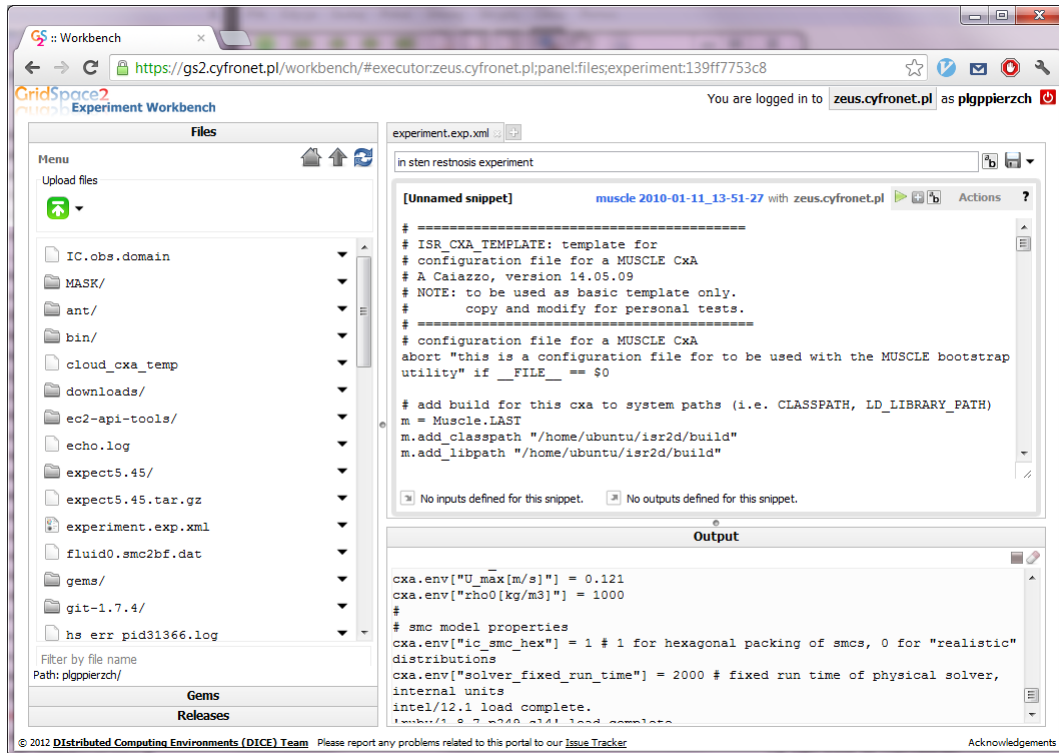 GS2 :: Workbench
https://gs2.cyfronet.pl/workbench/#executor:zeus.cyfronet.pl;panel:files;experiment:139ff7753c8
GridSpace2
Experiment Workbench
You are logged in to zeus.cyfronet.pl as plgppierzch
Files
Menu
Upload files
IC.obs.domain
MASK/
ant/
bin/
cloud_cxa_temp
downloads/
ec2-api-tools/
echo.log
expect5.45/
expect5.45.tar.gz
experiment.exp.xml
fluid0.smc2bf.dat
gems/
git-1.7.4/
hs_err_pid31366.log
Filter by file name
Path: plgppierzch/
Gems
Releases
experiment.exp.xml
in sten restnosis experiment
[Unnamed snippet] muscle 2010-01-11_13-51-27 with zeus.cyfronet.pl Actions ?
# =========================================
# ISR_CXA_TEMPLATE: template for
# configuration file for a MUSCLE CxA
# A Caiazzo, version 14.05.09
# NOTE: to be used as basic template only.
#       copy and modify for personal tests.
# ==========================================
# configuration file for a MUSCLE CxA
abort "this is a configuration file for to be used with the MUSCLE bootstrap
utility" if __FILE__ == $0
# add build for this cxa to system paths (i.e. CLASSPATH, LD_LIBRARY_PATH)
m = Muscle.LAST
m.add_classpath "/home/ubuntu/isr2d/build"
m.add_libpath "/home/ubuntu/isr2d/build"
No inputs defined for this snippet. No outputs defined for this snippet.
Output
cxa.env["U_max[m/s]"] = 0.121
cxa.env["rho0[kg/m3]"] = 1000
#
# smc model properties
cxa.env["ic_smc_hex"] = 1 # 1 for hexagonal packing of smcs, 0 for "realistic"
distributions
cxa.env["solver_fixed_run_time"] = 2000 # fixed run time of physical solver,
internal units
intel/12.1 load complete.
'ruby/1.8.7-p249-sl4' load complete
© 2012 DIstributed Computing Environments (DICE) Team Please report any problems related to this portal to our Issue Tracker
Acknowledgements